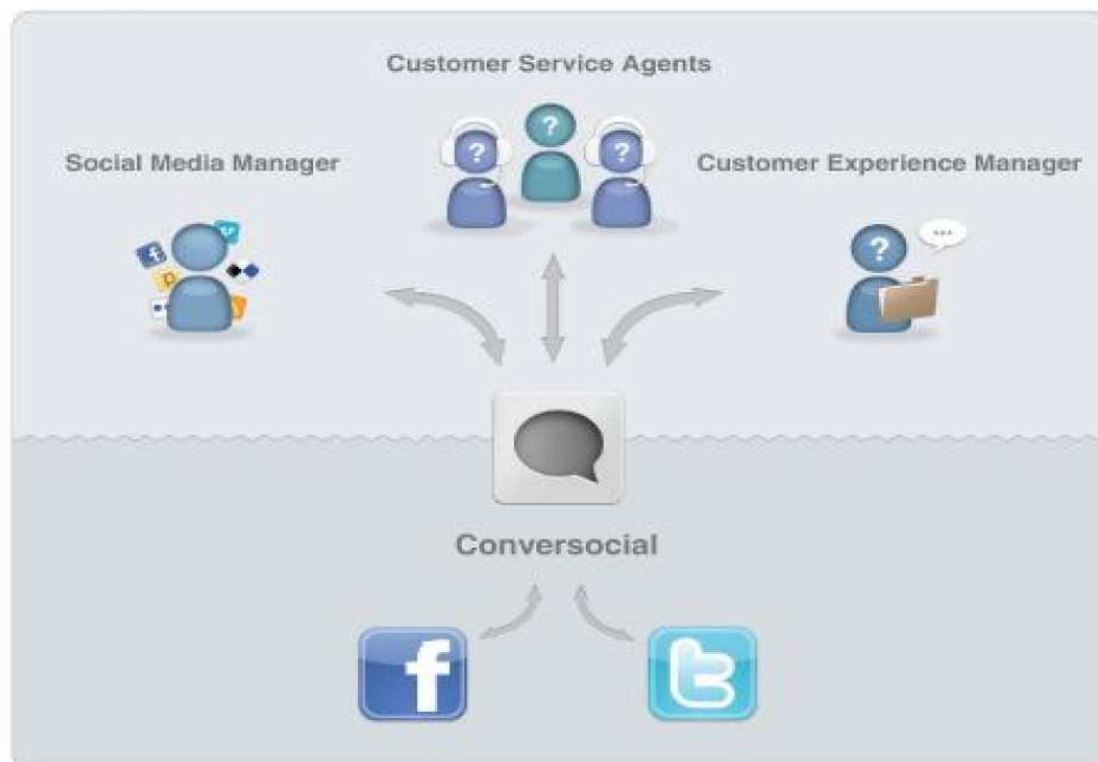 Customer Service Agents
Social Media Manager
Customer Experience Manager
? ? ?
?
...
f
t
Conversocial